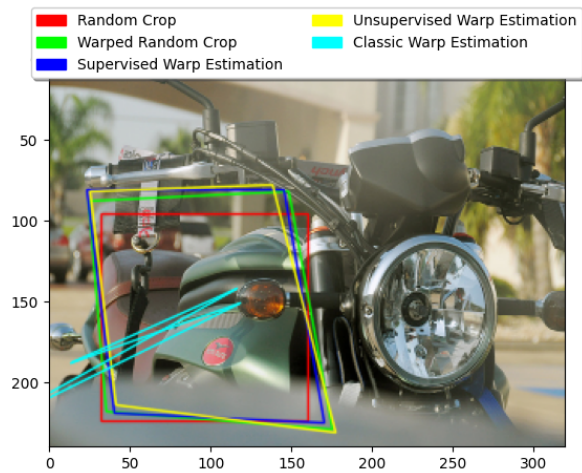 Random Crop
Warped Random Crop
Supervised Warp Estimation
Unsupervised Warp Estimation
Classic Warp Estimation
50
100
150
200
0
50
100
150
200
250
300